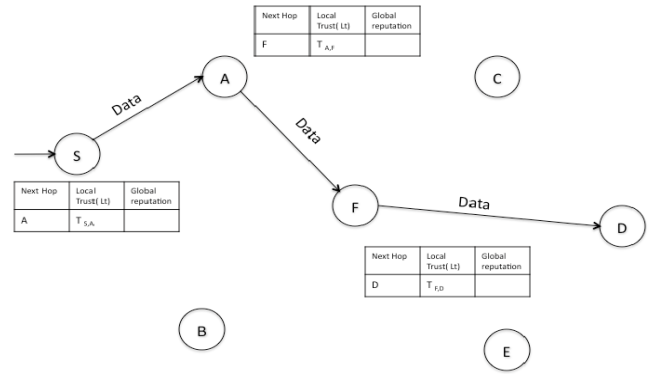 Next Hop Local Trust( Lt) Global reputation
F T A,F
A
C
Data
Data
S
Next Hop Local Trust( Lt) Global reputation
A T S,A,
F
Data
D
Next Hop Local Trust( Lt) Global reputation
D T F,D
B
E